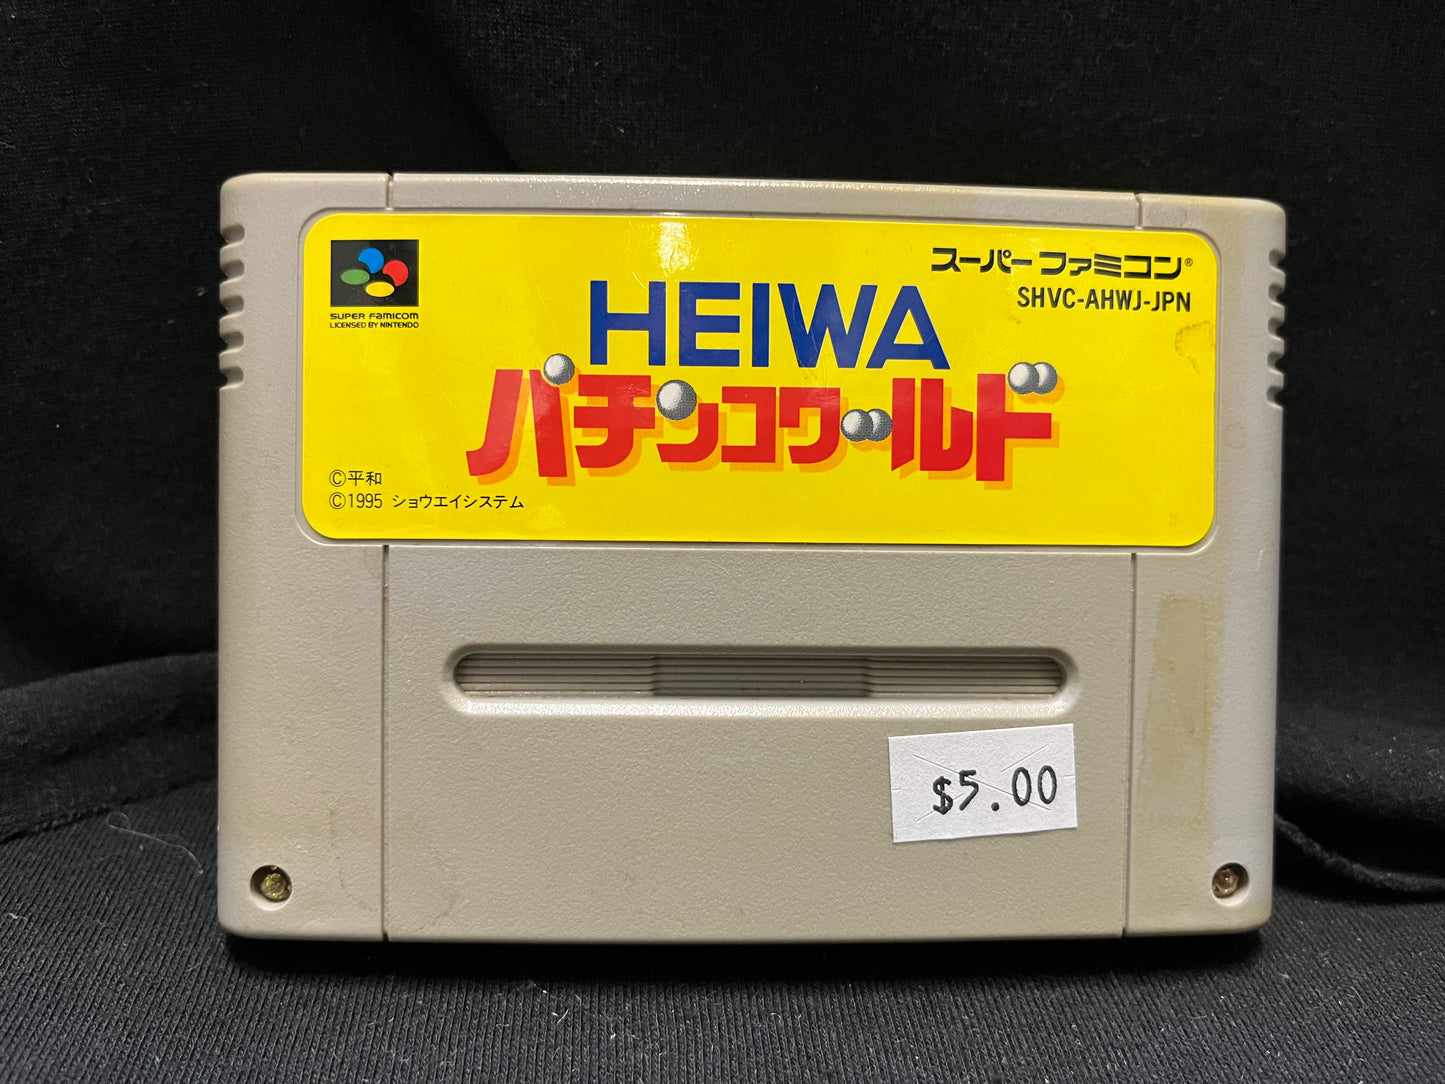 スーパーファミコン®
SHVC-AHWJ-JPN
SUPER FAMICOM
LICENSED BY NINTENDO
HEIWA
パチンコワールド
©平和
©1995 ショウエイシステム
$5.00